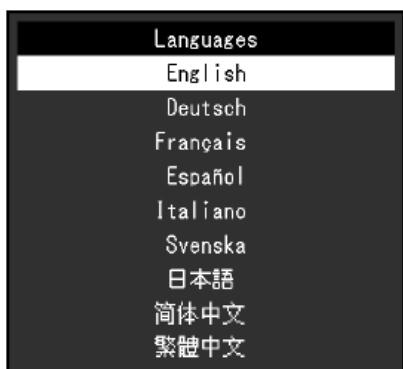 Languages
English
Deutsch
Français
Español
Italiano
Svenska
日本語
简体中文
繁體中文